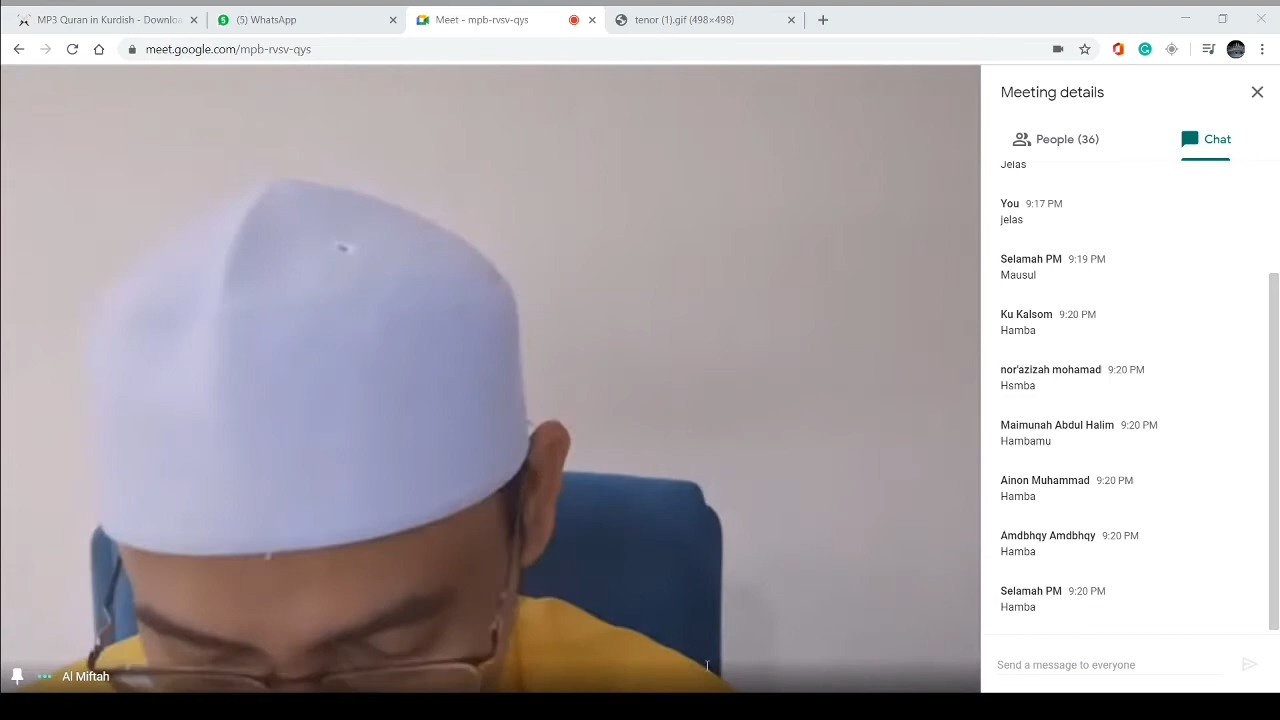 MP3 Quran in Kurdish - Downloa
(5) WhatsApp
Meet - mpb-rvsv-qys
tenor (1).gif (498×498)
meet.google.com/mpb-rvsv-qys
Meeting details
People (36)
Chat
Jelas
You 9:17 PM
jelas
Selamah PM 9:19 PM
Mausul
Ku Kalsom 9:20 PM
Hamba
nor'azizah mohamad 9:20 PM
Hsmba
Maimunah Abdul Halim 9:20 PM
Hambamu
Ainon Muhammad 9:20 PM
Hamba
Amdbhqy Amdbhqy 9:20 PM
Hamba
Selamah PM 9:20 PM
Hamba
Send a message to everyone
Al Miftah